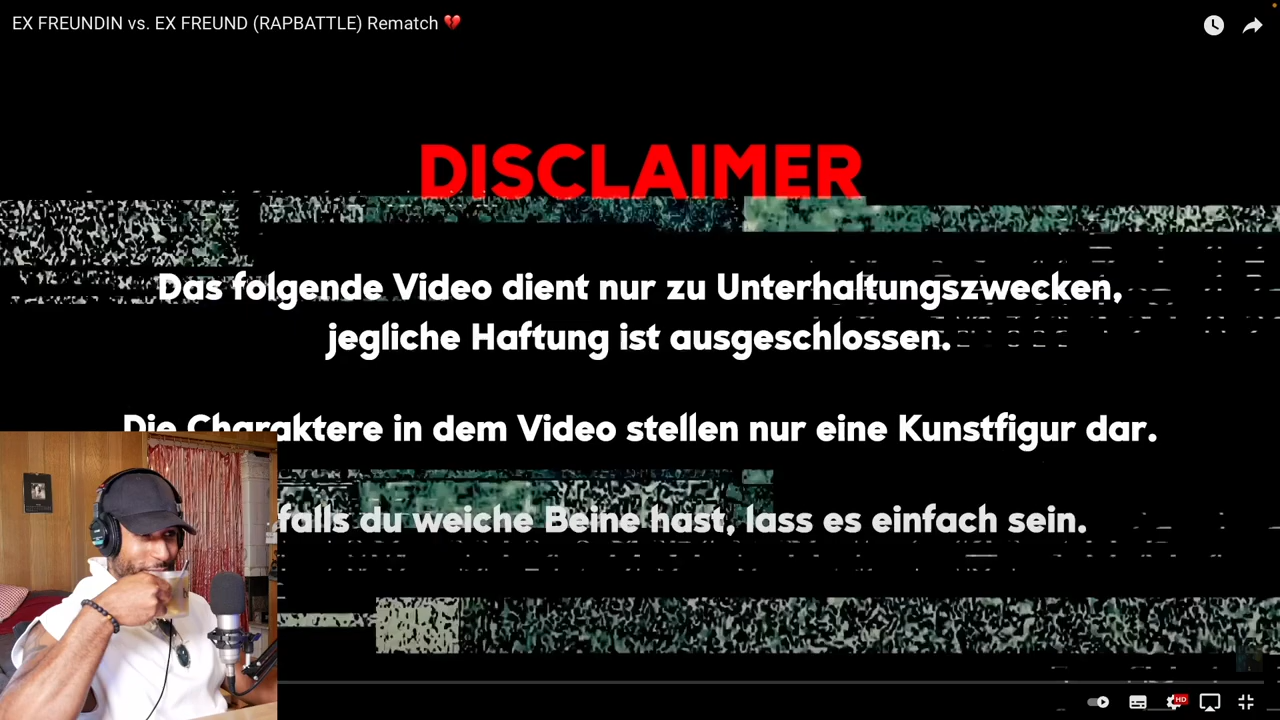 EX FREUNDIN vs. EX FREUND (RAPBATTLE) Rematch 💔
DISCLAIMER
Das folgende Video dient nur zu Unterhaltungszwecken,
jegliche Haftung ist ausgeschlossen.
Die Charaktere in dem Video stellen nur eine Kunstfigur dar.
falls du weiche Beine hast, lass es einfach sein.
HD